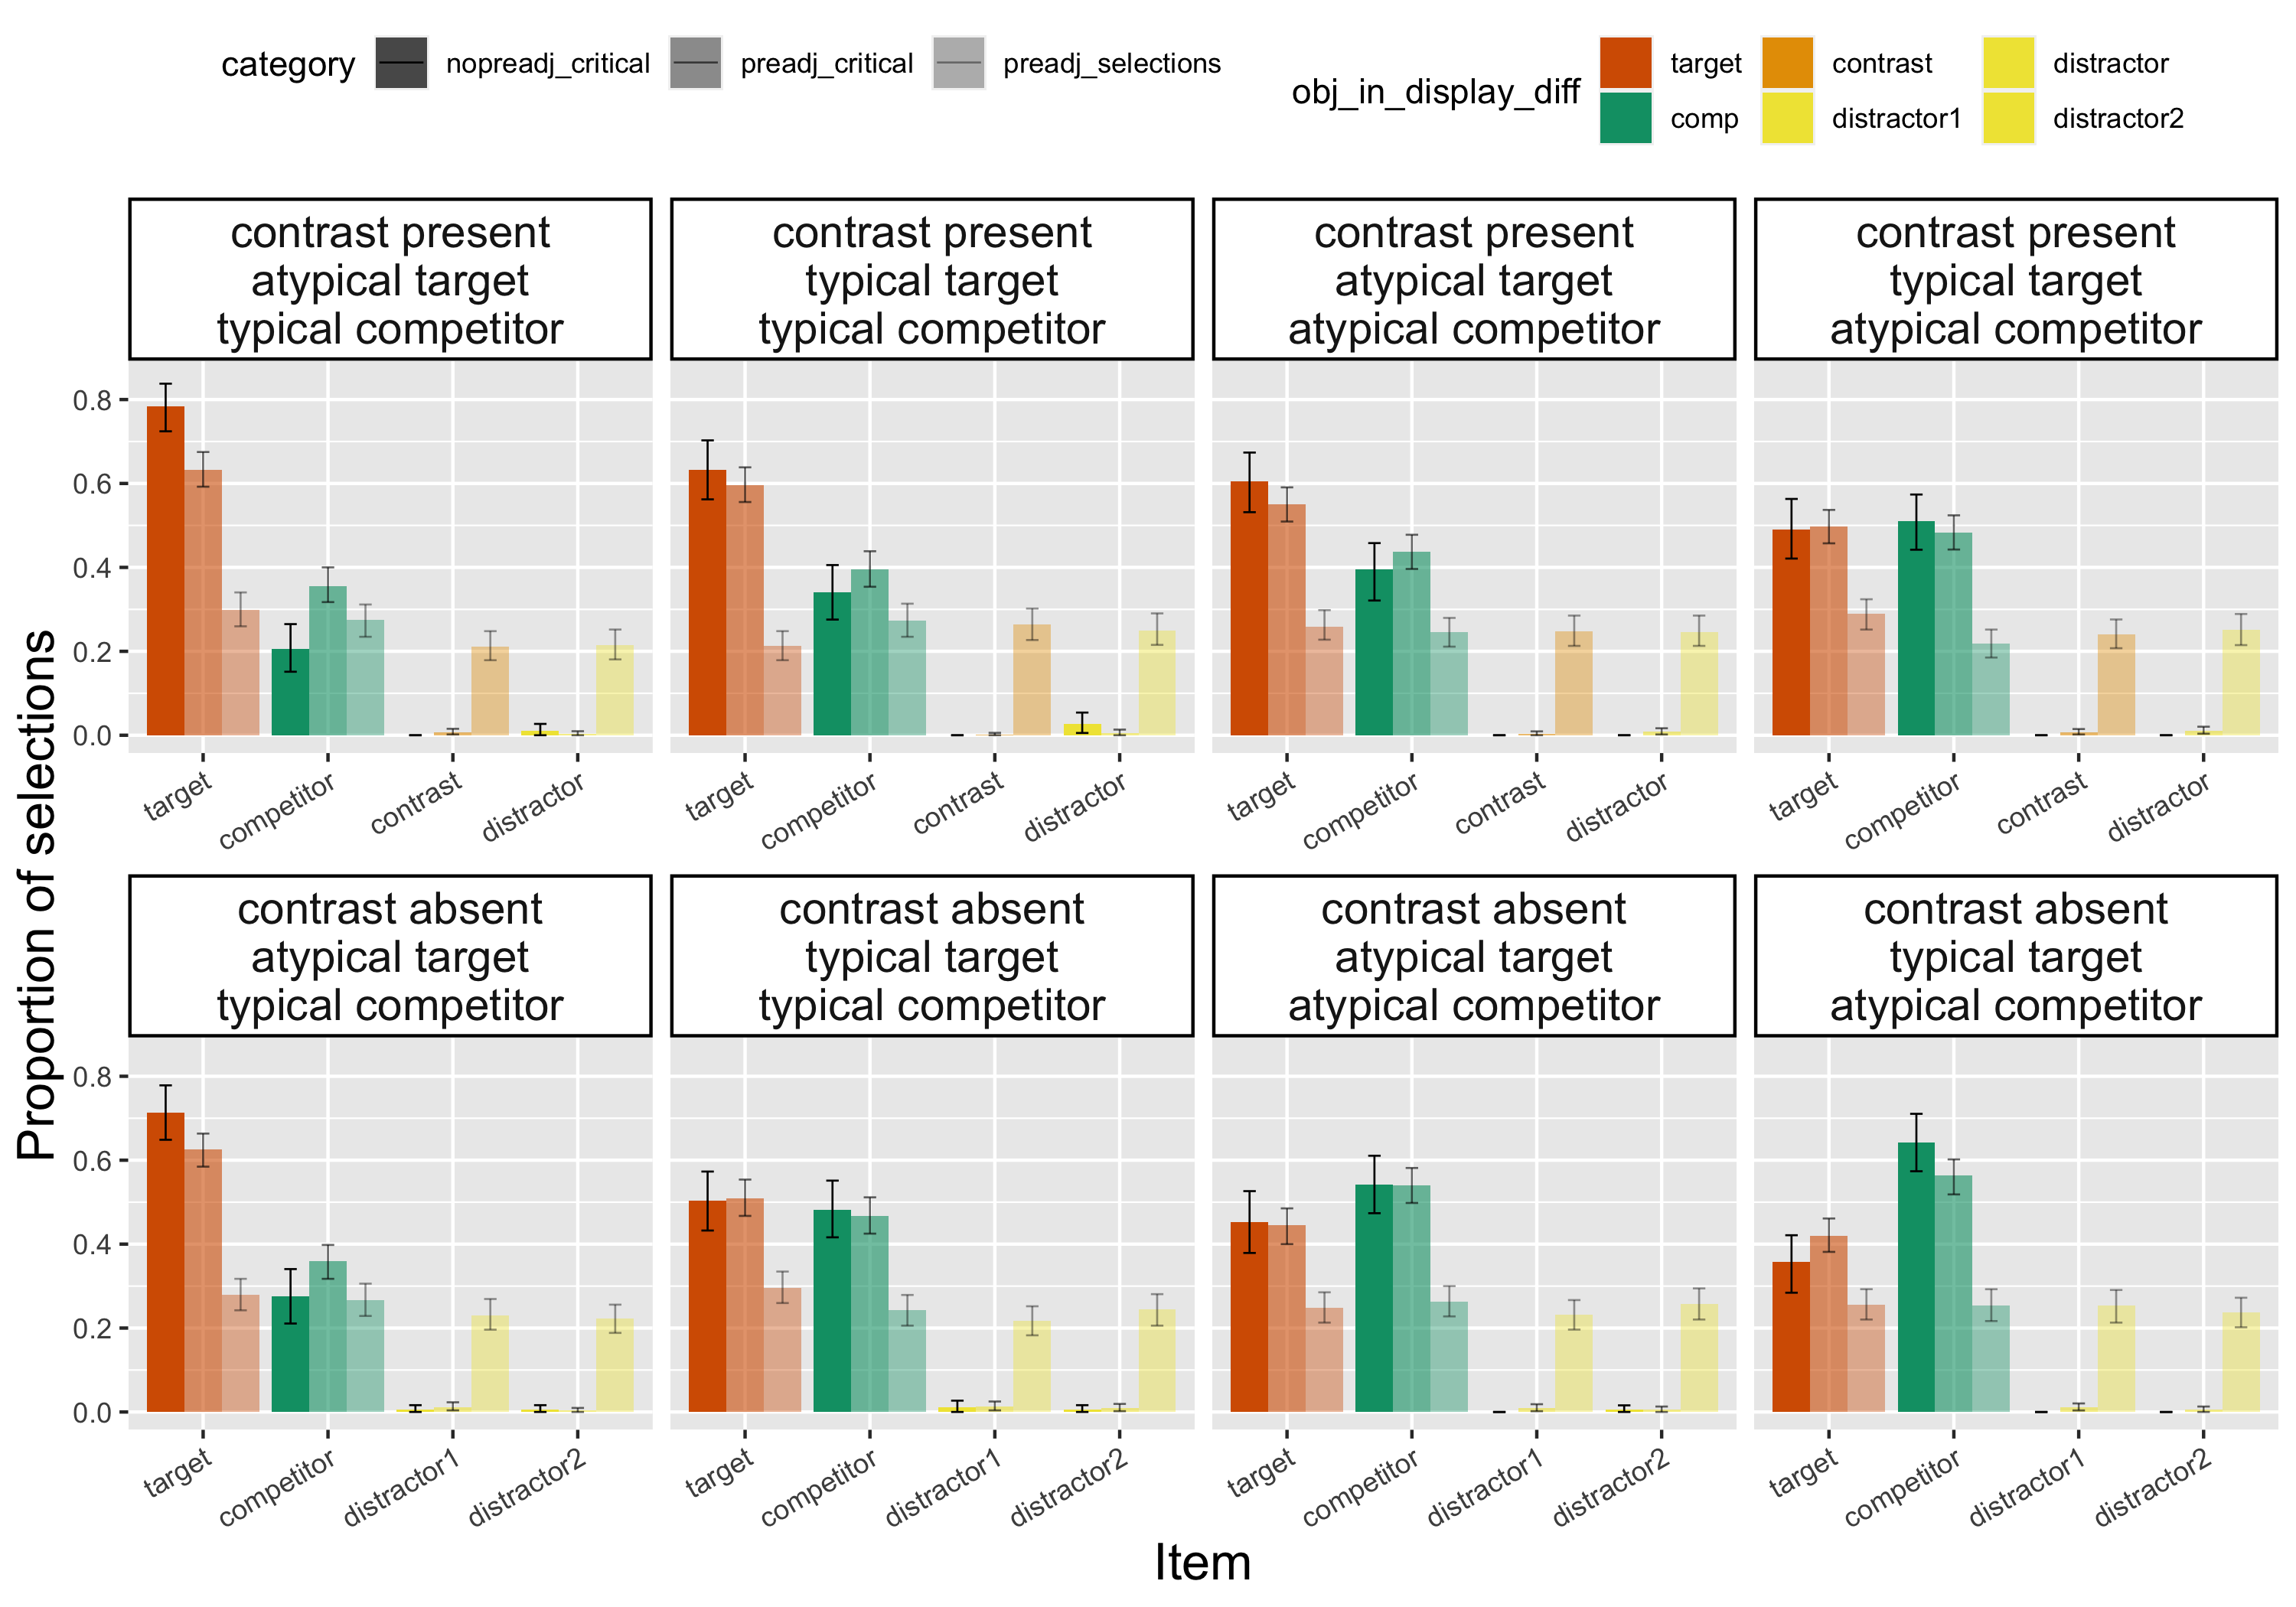 category nopreadj_critical preadj_critical preadj_selections
obj_in_display_diff
target contrast distractor
comp distractor1 distractor2
contrast present
atypical target
typical competitor
contrast present
typical target
typical competitor
contrast present
atypical target
atypical competitor
contrast present
typical target
atypical competitor
Proportion of selections
0.8
0.6
0.4
0.2
0.0
target competitor contrast distractor
target competitor contrast distractor
target competitor contrast distractor
target competitor contrast distractor
contrast absent
atypical target
typical competitor
contrast absent
typical target
typical competitor
contrast absent
atypical target
atypical competitor
contrast absent
typical target
atypical competitor
0.8
0.6
0.4
0.2
0.0
target competitor distractor1 distractor2
target competitor distractor1 distractor2
target competitor distractor1 distractor2
target competitor distractor1 distractor2
Item